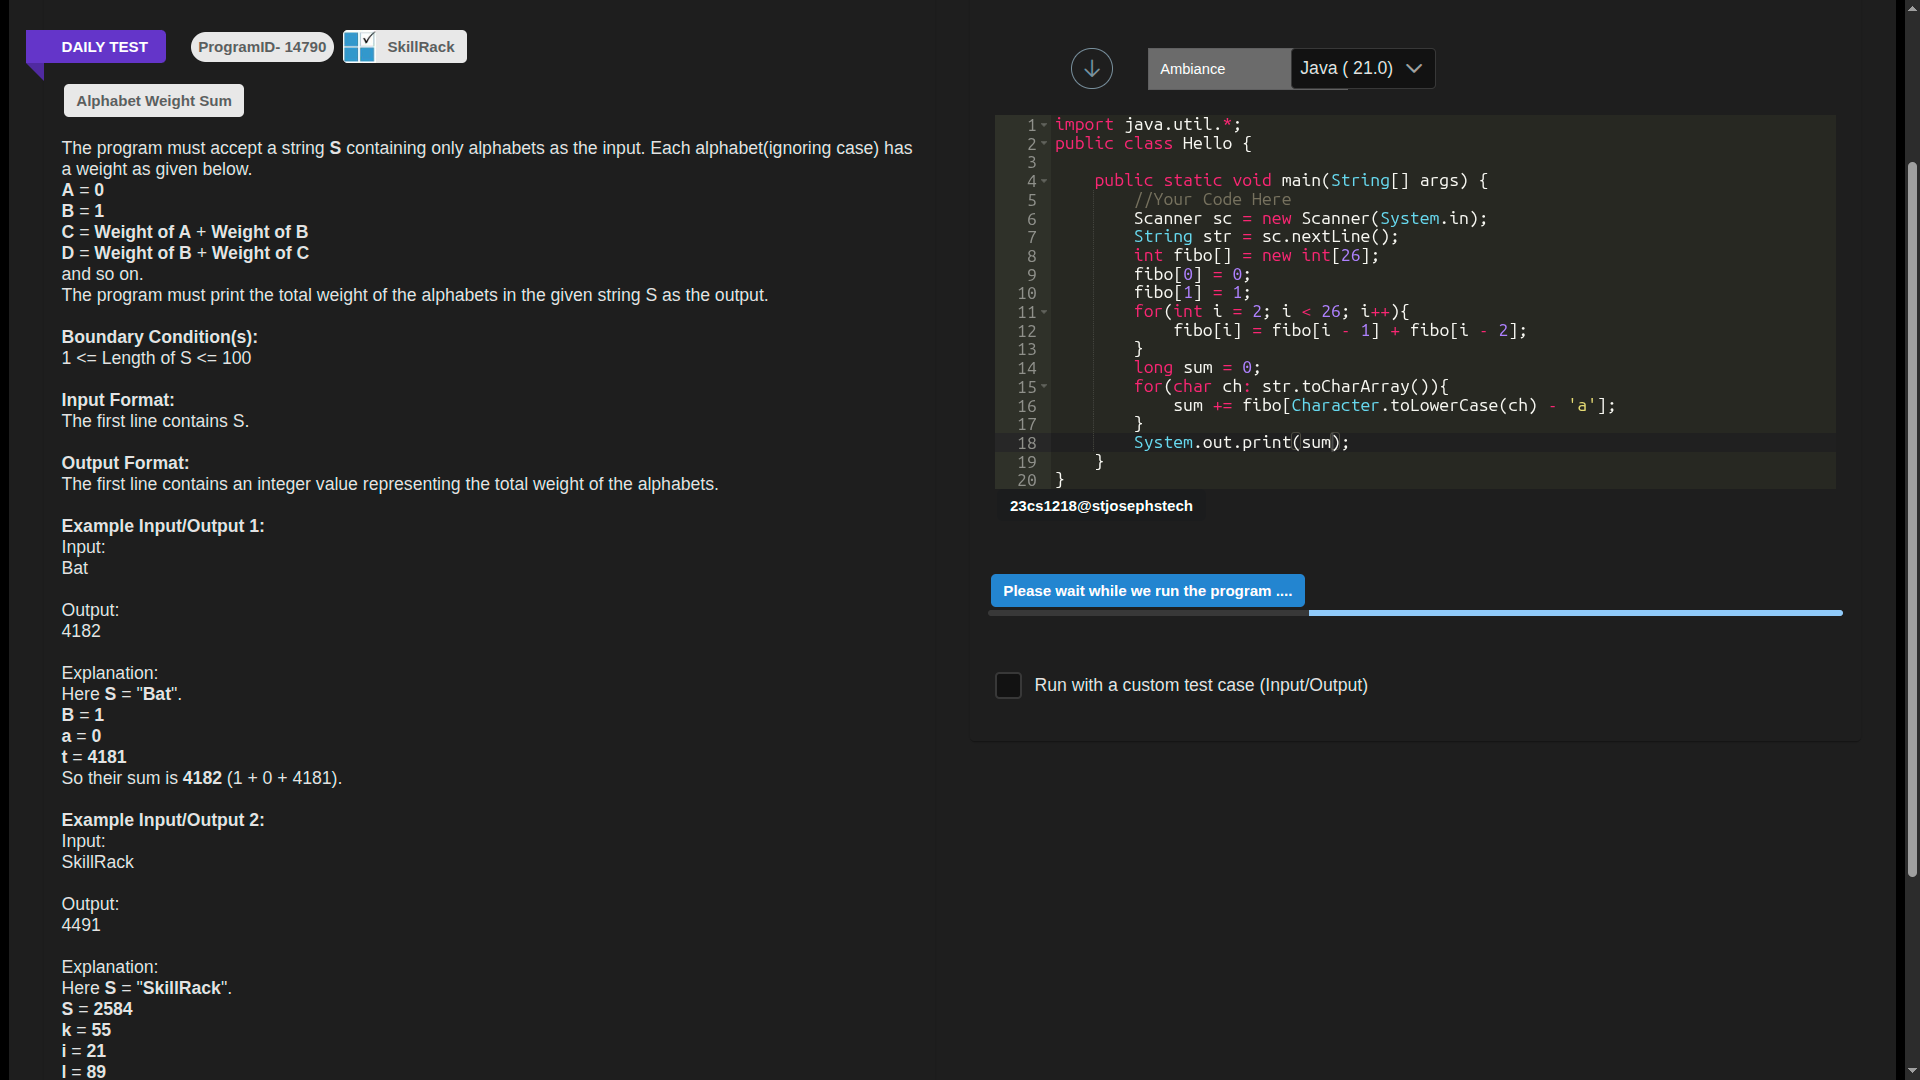 DAILY TEST
ProgramID- 14790
SkillRack
Alphabet Weight Sum
The program must accept a string S containing only alphabets as the input. Each alphabet(ignoring case) has
a weight as given below.
A = 0
B = 1
C = Weight of A + Weight of B
D = Weight of B + Weight of C
and so on.
The program must print the total weight of the alphabets in the given string S as the output.
Boundary Condition(s):
1 <= Length of S <= 100
Input Format:
The first line contains S.
Output Format:
The first line contains an integer value representing the total weight of the alphabets.
Example Input/Output 1:
Input:
Bat
Output:
4182
Explanation:
Here S = "Bat".
B = 1
a = 0
t = 4181
So their sum is 4182 (1 + 0 + 4181).
Example Input/Output 2:
Input:
SkillRack
Output:
4491
Explanation:
Here S = "SkillRack".
S = 2584
k = 55
i = 21
l = 89
Ambiance
Java ( 21.0)
1 import java.util.*;
2 public class Hello {
3
4     public static void main(String[] args) {
5         //Your Code Here
6         Scanner sc = new Scanner(System.in);
7         String str = sc.nextLine();
8         int fibo[] = new int[26];
9         fibo[0] = 0;
10         fibo[1] = 1;
11         for(int i = 2; i < 26; i++){
12             fibo[i] = fibo[i - 1] + fibo[i - 2];
13         }
14         long sum = 0;
15         for(char ch: str.toCharArray()){
16             sum += fibo[Character.toLowerCase(ch) - 'a'];
17         }
18         System.out.print(sum);
19     }
20 }
23cs1218@stjosephstech
Please wait while we run the program ....
Run with a custom test case (Input/Output)